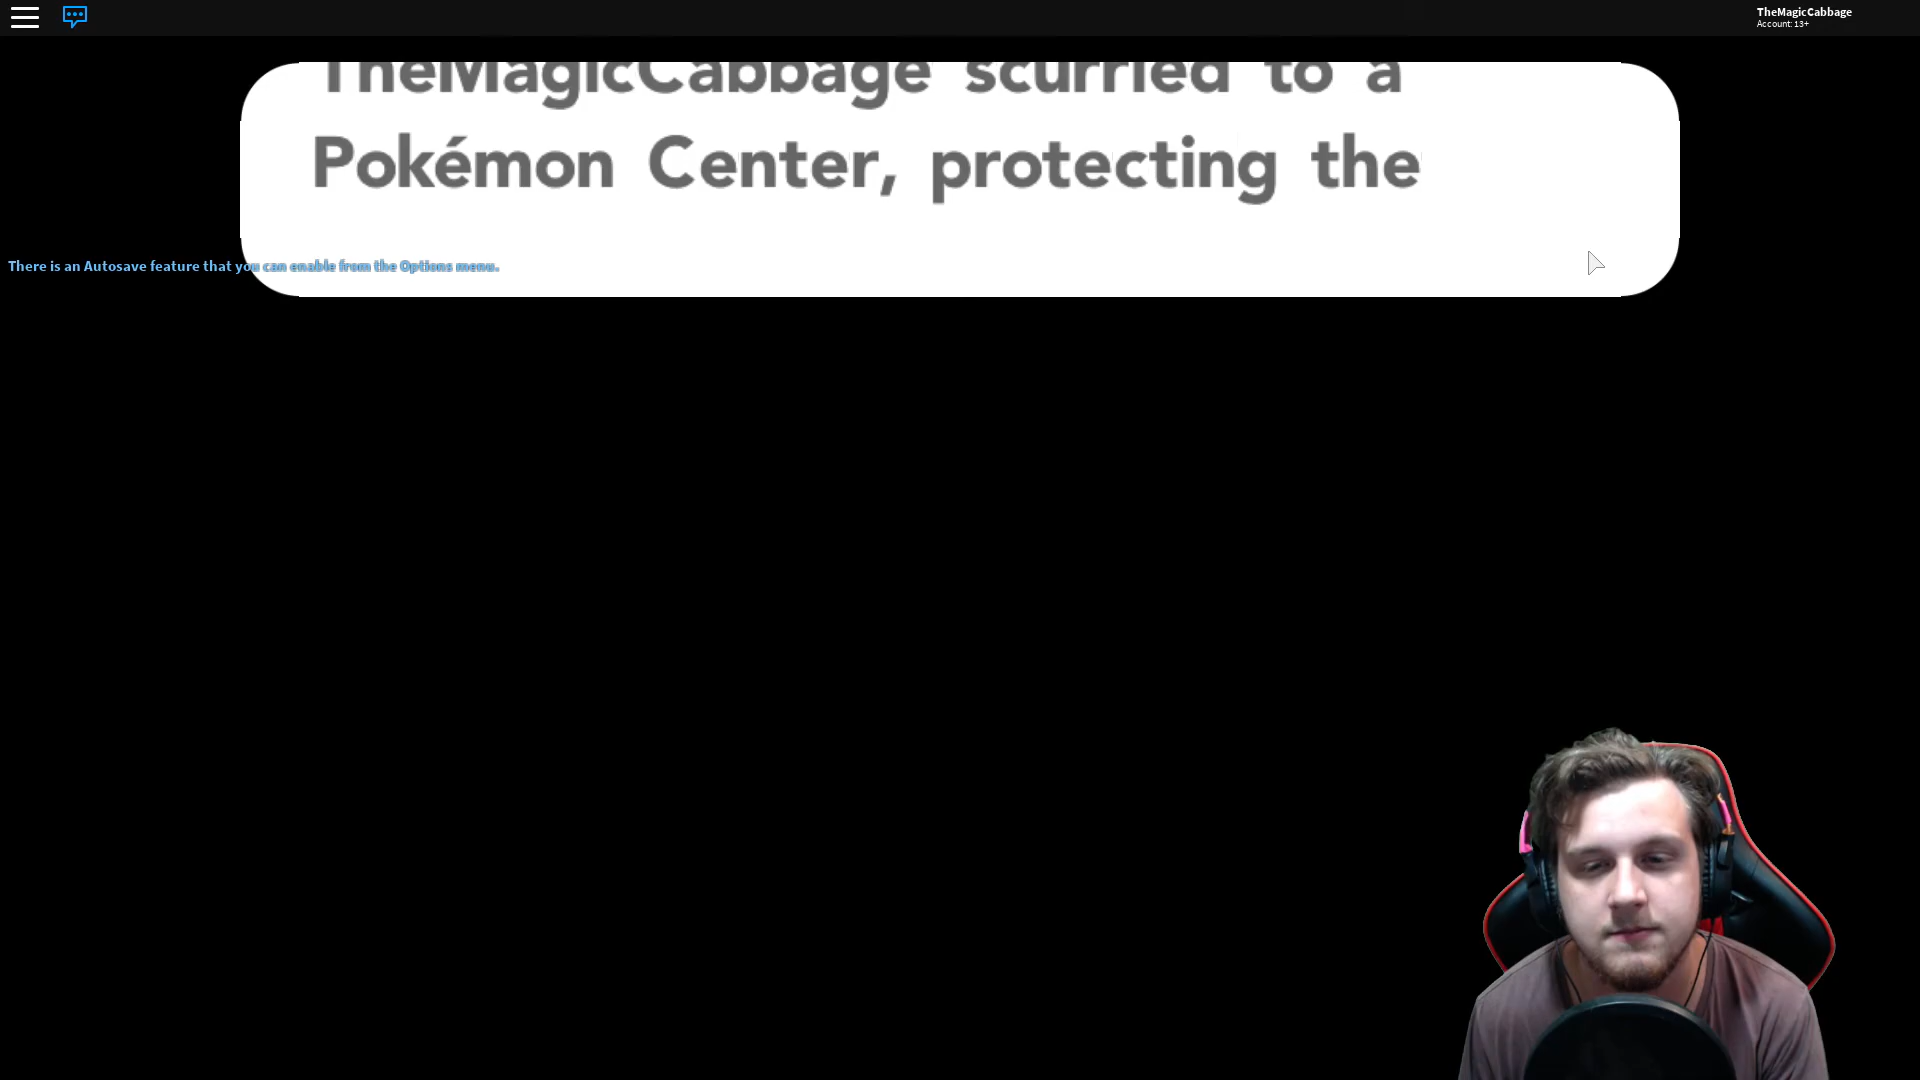 TheMagicCabbage
Account: 13+
TheMagicCabbage scurried to a
Pokémon Center, protecting the
There is an Autosave feature that you can enable from the Options menu.